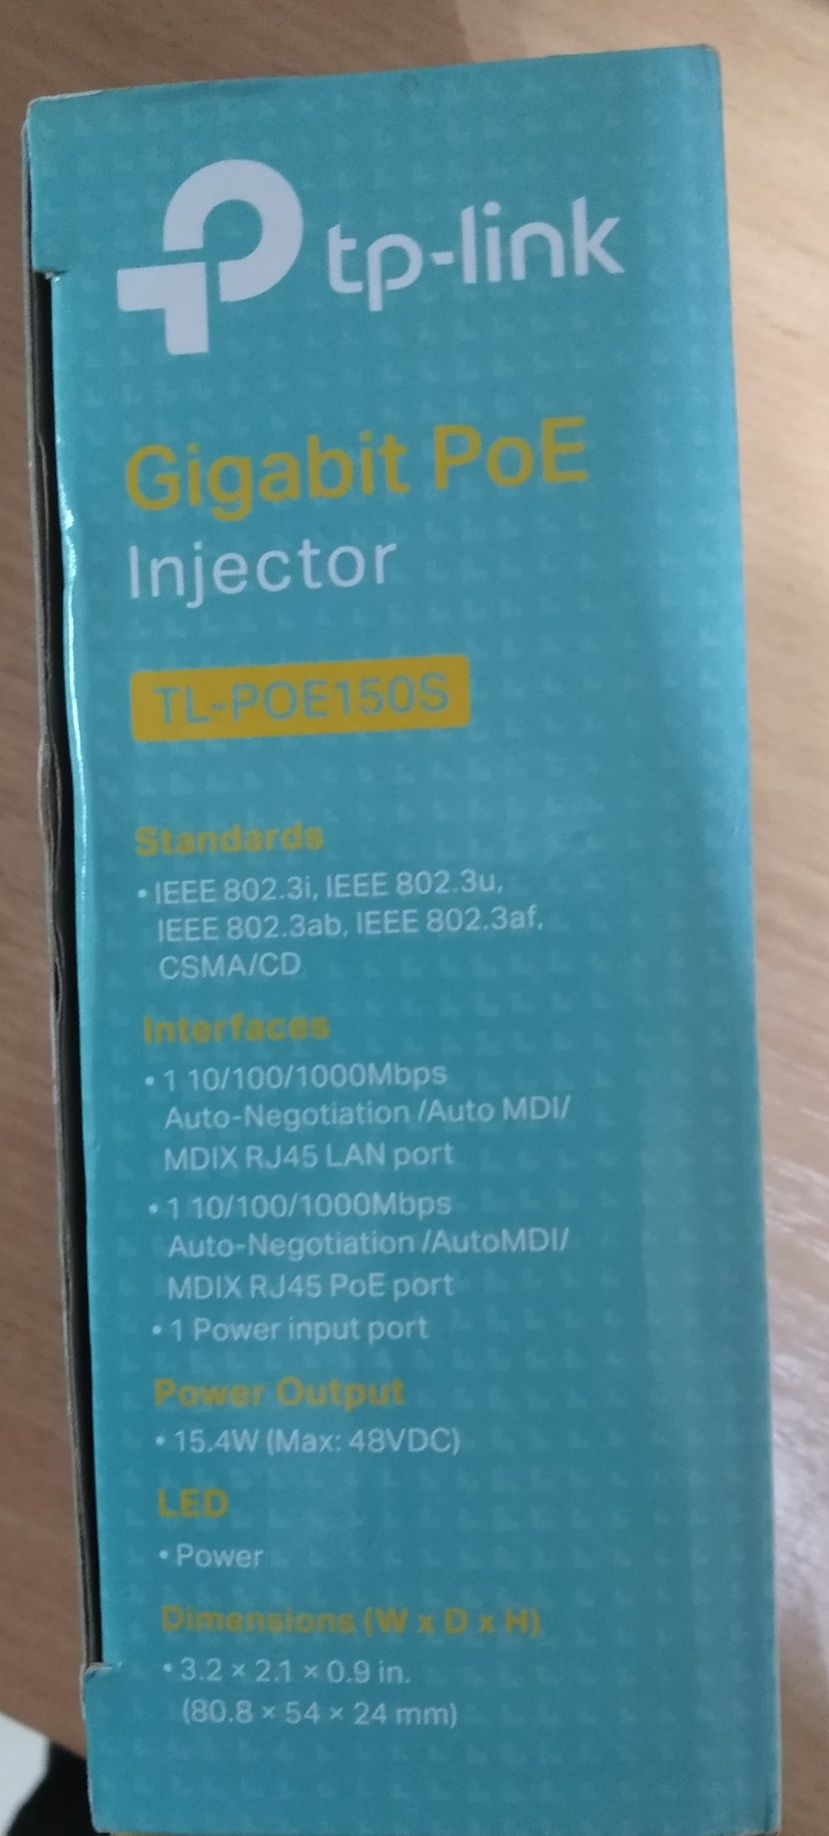 tp-link
Gigabit PoE
Injector
TL-POE150S
Standards
• IEEE 802.3i, IEEE 802.3u,
IEEE 802.3ab, IEEE 802.3af,
CSMA/CD
Interfaces
• 1 10/100/1000Mbps
Auto-Negotiation /Auto MDI/
MDIX RJ45 LAN port
• 1 10/100/1000Mbps
Auto-Negotiation /AutoMDI/
MDIX RJ45 PoE port
• 1 Power input port
Power Output
• 15.4W (Max: 48VDC)
LED
• Power
Dimensions (W x D x H)
• 3.2 × 2.1 × 0.9 in.
(80.8 × 54 × 24 mm)